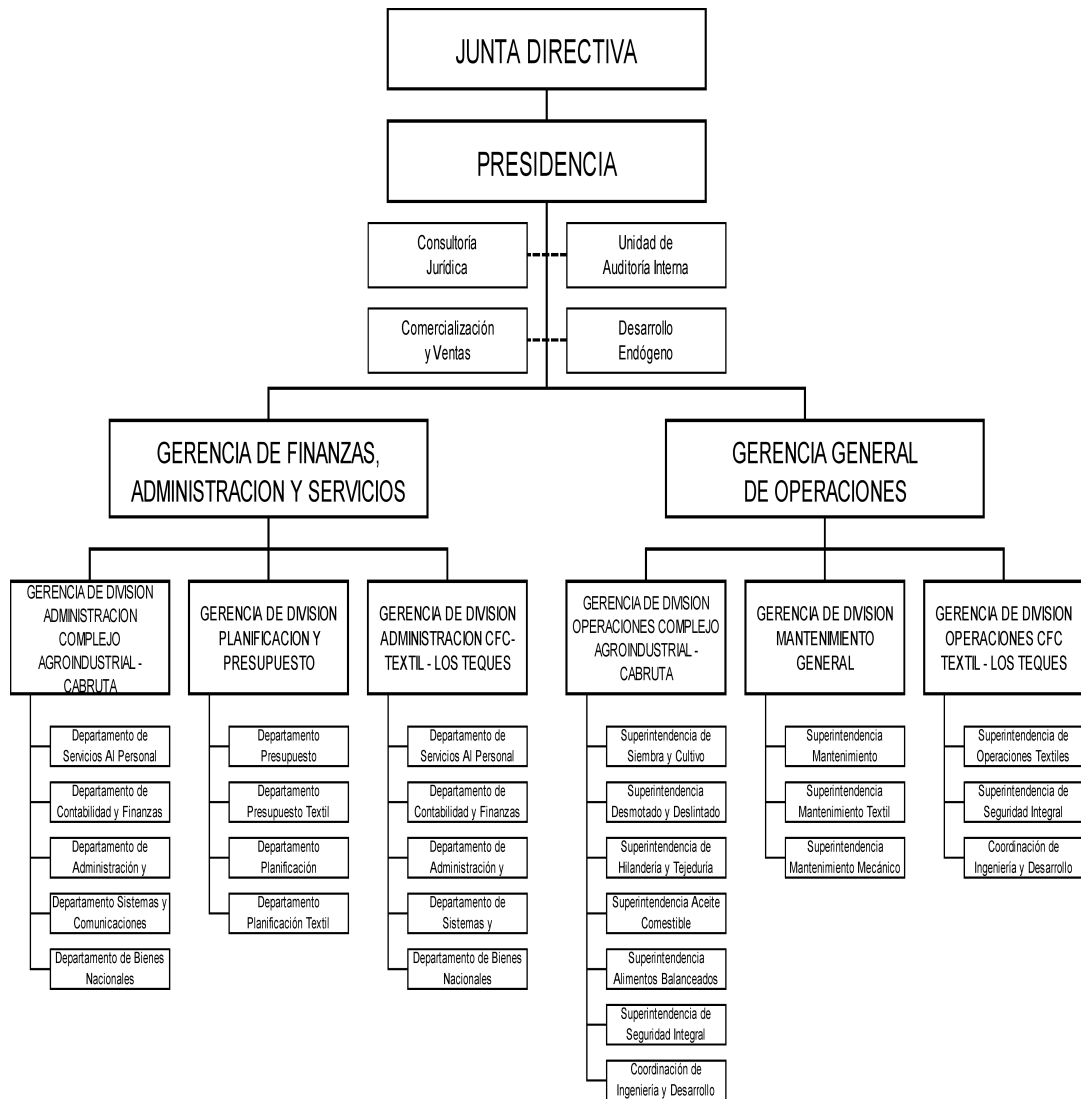 JUNTA DIRECTIVA
PRESIDENCIA
Consultoría
Jurídica
Unidad de
Auditoría Interna
Comercialización
y Ventas
Desarrollo
Endógeno
GERENCIA DE FINANZAS,
ADMINISTRACION Y SERVICIOS
GERENCIA GENERAL
DE OPERACIONES
GERENCIA DE DIVISION
ADMINISTRACION
COMPLEJO
AGROINDUSTRIAL -
CABRUTA
GERENCIA DE DIVISION
PLANIFICACION Y
PRESUPUESTO
GERENCIA DE DIVISION
ADMINISTRACION CFC-
TEXTIL - LOS TEQUES
GERENCIA DE DIVISION
OPERACIONES COMPLEJO
AGROINDUSTRIAL -
CABRUTA
GERENCIA DE DIVISION
MANTENIMIENTO
GENERAL
GERENCIA DE DIVISION
OPERACIONES CFC
TEXTIL - LOS TEQUES
Departamento de
Servicios Al Personal
Departamento de
Contabilidad y Finanzas
Departamento de
Administración y
Departamento Sistemas y
Comunicaciones
Departamento de Bienes
Nacionales
Departamento
Presupuesto
Departamento
Presupuesto Textil
Departamento
Planificación
Departamento
Planificación Textil
Departamento de
Servicios Al Personal
Departamento de
Contabilidad y Finanzas
Departamento de
Administración y
Departamento de
Sistemas y
Departamento de Bienes
Nacionales
Superintendencia de
Siembra y Cultivo
Superintendencia
Desmotado y Deslintado
Superintendencia de
Hilandería y Tejeduría
Superintendencia Aceite
Comestible
Superintendencia
Alimentos Balanceados
Superintendencia de
Seguridad Integral
Coordinación de
Ingeniería y Desarrollo
Superintendencia
Mantenimiento
Superintendencia
Mantenimiento Textil
Superintendencia
Mantenimiento Mecánico
Superintendencia de
Operaciones Textiles
Superintendencia de
Seguridad Integral
Coordinación de
Ingeniería y Desarrollo